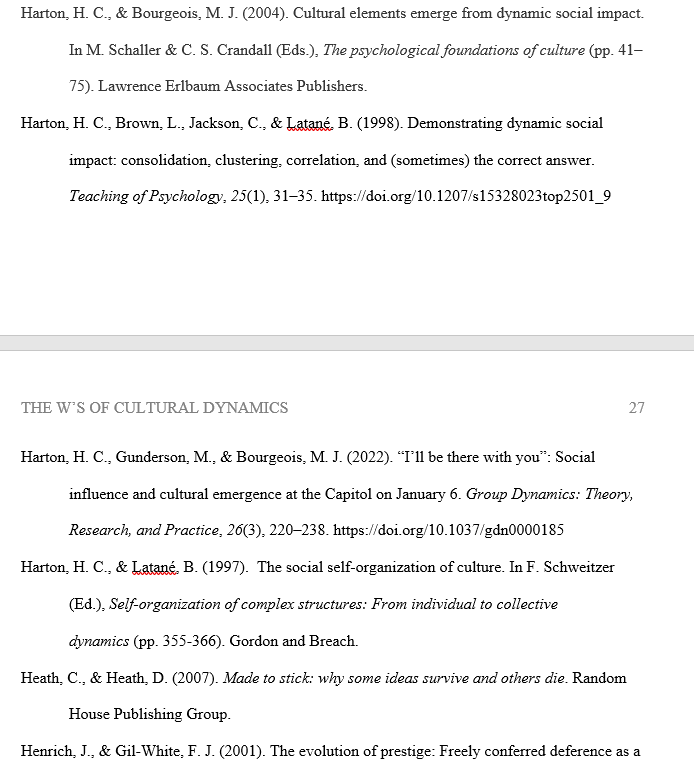 Harton, H. C., & Bourgeois, M. J. (2004). Cultural elements emerge from dynamic social impact.
In M. Schaller & C. S. Crandall (Eds.), The psychological foundations of culture (pp. 41–
75). Lawrence Erlbaum Associates Publishers.
Harton, H. C., Brown, L., Jackson, C., & Latané, B. (1998). Demonstrating dynamic social
impact: consolidation, clustering, correlation, and (sometimes) the correct answer.
Teaching of Psychology, 25(1), 31–35. https://doi.org/10.1207/s15328023top2501_9
THE W’S OF CULTURAL DYNAMICS 27
Harton, H. C., Gunderson, M., & Bourgeois, M. J. (2022). “I’ll be there with you”: Social
influence and cultural emergence at the Capitol on January 6. Group Dynamics: Theory,
Research, and Practice, 26(3), 220–238. https://doi.org/10.1037/gdn0000185
Harton, H. C., & Latané, B. (1997).  The social self-organization of culture. In F. Schweitzer
(Ed.), Self-organization of complex structures: From individual to collective
dynamics (pp. 355-366). Gordon and Breach.
Heath, C., & Heath, D. (2007). Made to stick: why some ideas survive and others die. Random
House Publishing Group.
Henrich, J., & Gil-White, F. J. (2001). The evolution of prestige: Freely conferred deference as a